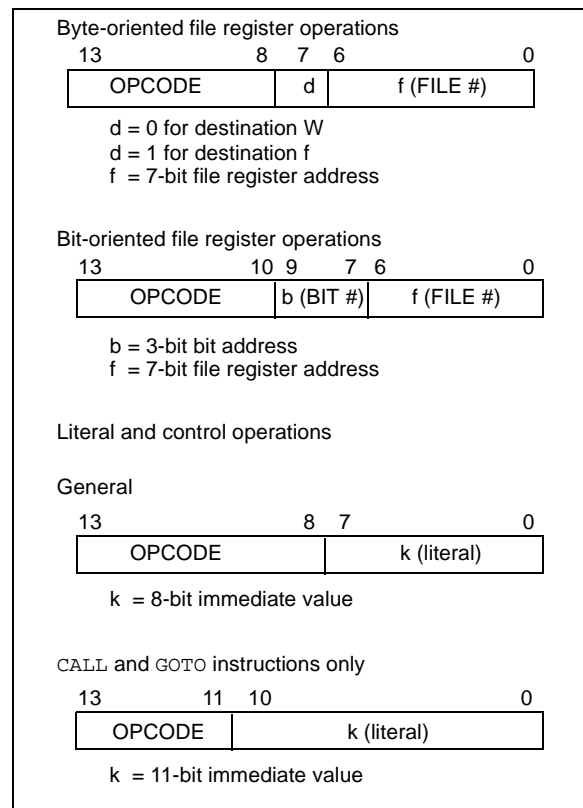 Byte-oriented file register operations
13 8 7 6 0
OPCODE d f (FILE #)
d = 0 for destination W
d = 1 for destination f
f = 7-bit file register address
Bit-oriented file register operations
13 10 9 7 6 0
OPCODE b (BIT #) f (FILE #)
b = 3-bit bit address
f = 7-bit file register address
Literal and control operations
General
13 8 7 0
OPCODE k (literal)
k = 8-bit immediate value
CALL and GOTO instructions only
13 11 10 0
OPCODE k (literal)
k = 11-bit immediate value